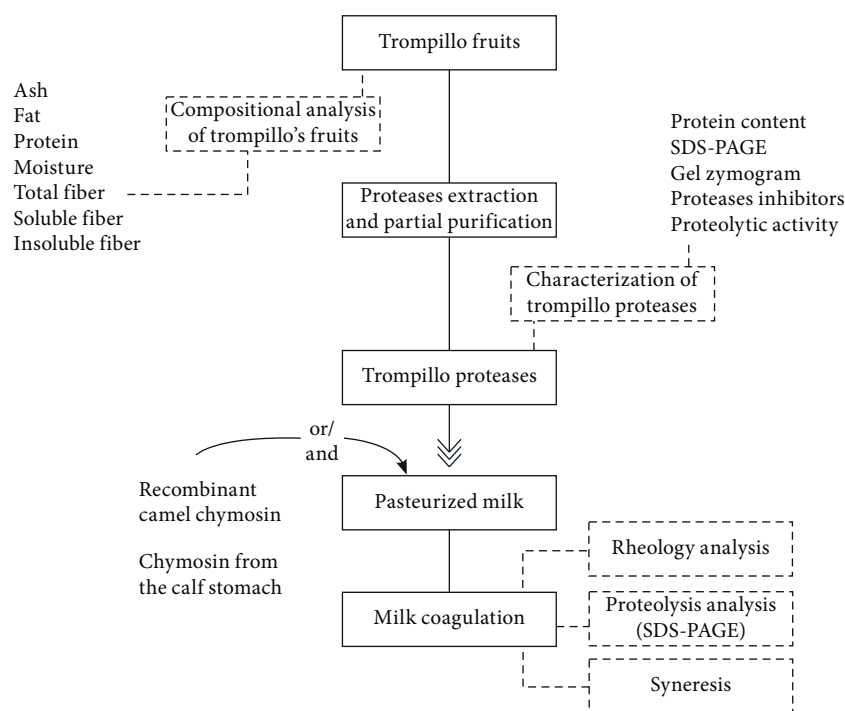 Trompillo fruits
Ash
Fat
Protein
Moisture
Total fiber
Soluble fiber
Insoluble fiber
Compositional analysis
of trompillo's fruits
Proteases extraction
and partial purification
Protein content
SDS-PAGE
Gel zymogram
Proteases inhibitors
Proteolytic activity
Characterization of
trompillo proteases
Trompillo proteases
or/
and
Recombinant
camel chymosin
Chymosin from
the calf stomach
Pasteurized milk
Milk coagulation
Rheology analysis
Proteolysis analysis
(SDS-PAGE)
Syneresis